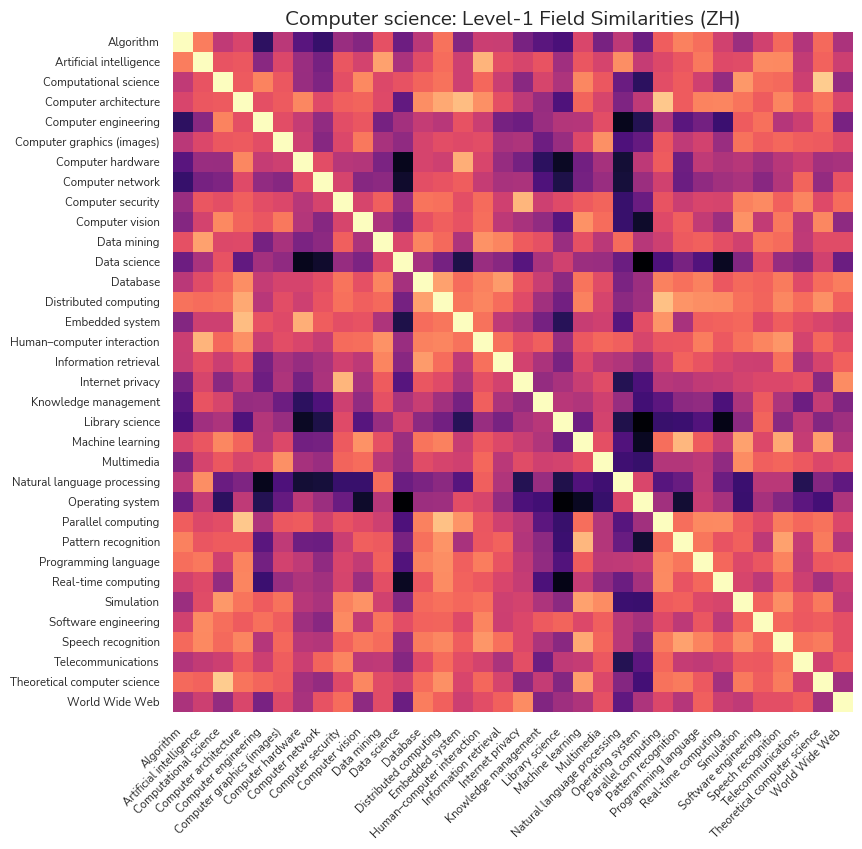 Computer science: Level-1 Field Similarities (ZH)
Algorithm
Artificial intelligence
Computational science
Computer architecture
Computer engineering
Computer graphics (images)
Computer hardware
Computer network
Computer security
Computer vision
Data mining
Data science
Database
Distributed computing
Embedded system
Human–computer interaction
Information retrieval
Internet privacy
Knowledge management
Library science
Machine learning
Multimedia
Natural language processing
Operating system
Parallel computing
Pattern recognition
Programming language
Real-time computing
Simulation
Software engineering
Speech recognition
Telecommunications
Theoretical computer science
World Wide Web
Algorithm
Artificial intelligence
Computational science
Computer architecture
Computer engineering
Computer graphics (images)
Computer hardware
Computer network
Computer security
Computer vision
Data mining
Data science
Database
Distributed computing
Embedded system
Human–computer interaction
Information retrieval
Internet privacy
Knowledge management
Library science
Machine learning
Multimedia
Natural language processing
Operating system
Parallel computing
Pattern recognition
Programming language
Real-time computing
Simulation
Software engineering
Speech recognition
Telecommunications
Theoretical computer science
World Wide Web